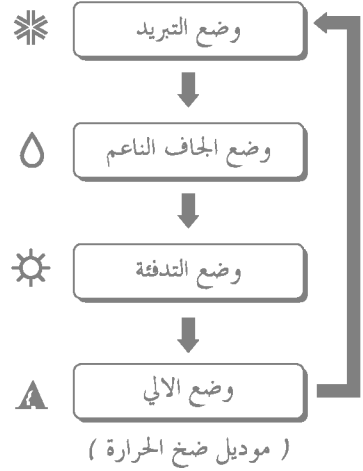 وضع التبريد
وضع الجاف الناعم
وضع التدفئة
وضع الالي
( موديل ضخ الحرارة )